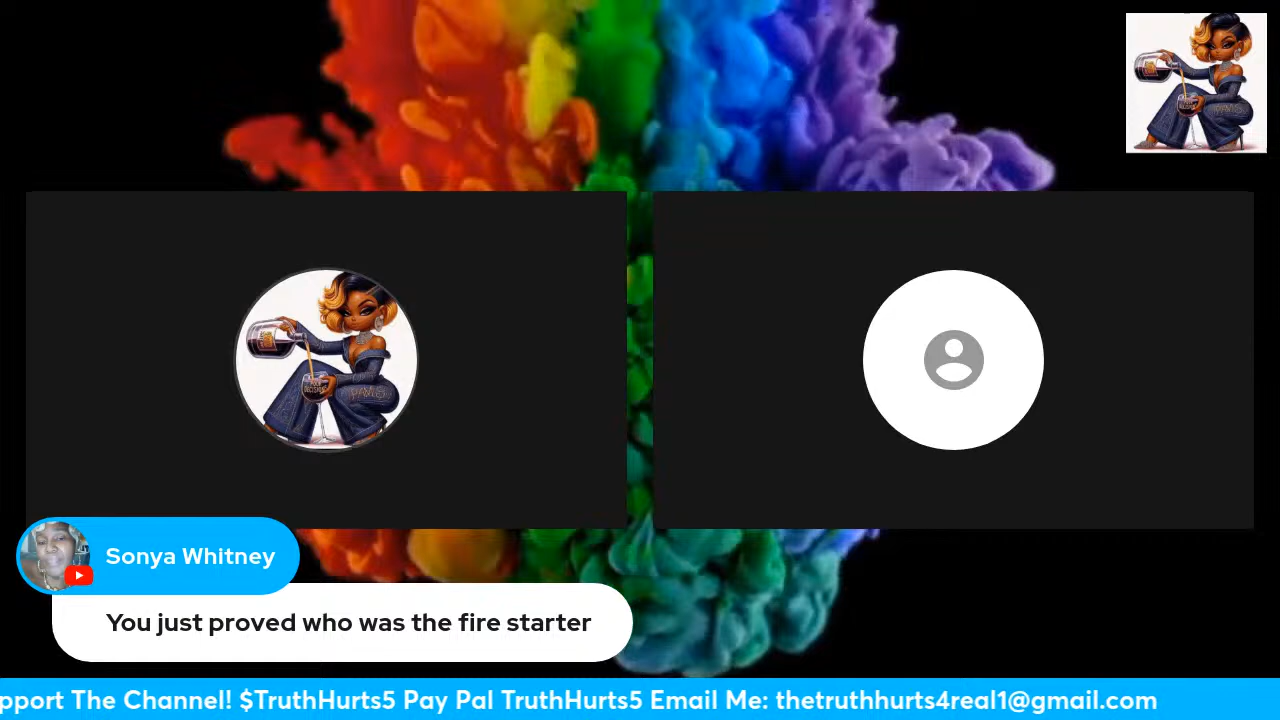 Sonya Whitney
You just proved who was the fire starter
pport The Channel! $TruthHurts5 Pay Pal TruthHurts5 Email Me: thetruthhurts4real1@gmail.com